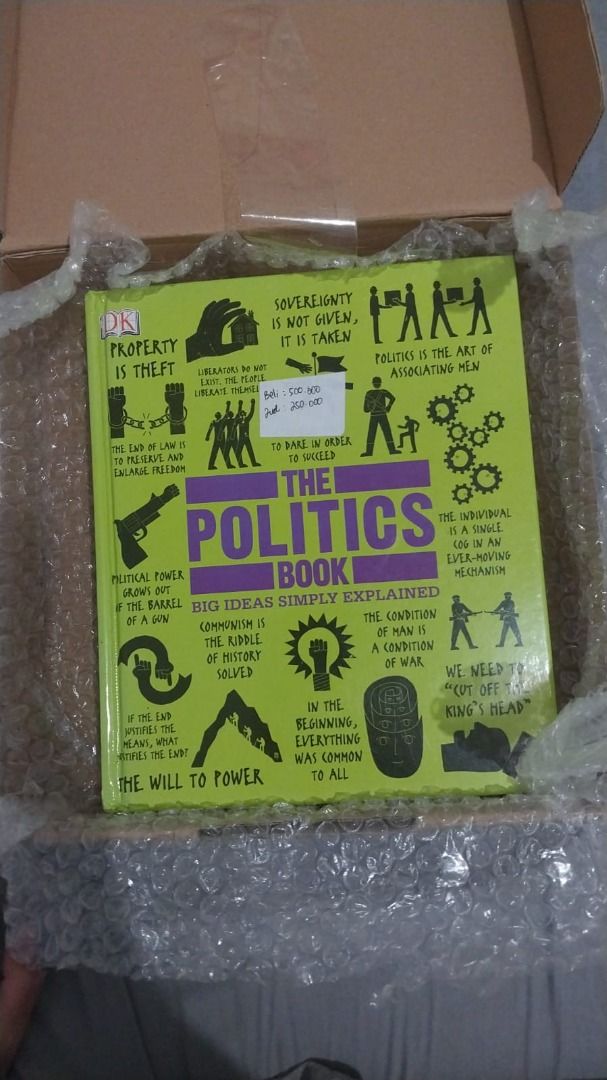 DK
PROPERTY
IS THEFT
LIBERATORS DO NOT
EXIST. THE PEOPLE
LIBERATE
SOVEREIGNTY
IS NOT GIVEN,
IT IS TAKEN
POLITICS IS THE ART OF
ASSOCIATING MEN
Beli : 500.000
Jual : 250.000
THE END OF LAW IS
TO PRESERVE AND
ENLARGE FREEDOM
TO DARE IN ORDER
TO SUCCEED
THE
POLITICS
BOOK
BIG IDEAS SIMPLY EXPLAINED
THE INDIVIDUAL
IS A SINGLE
COG IN AN
EVER-MOVING
MECHANISM
POLITICAL POWER
GROWS OUT
OF THE BARREL
OF A GUN
COMMUNISM IS
THE RIDDLE
OF HISTORY
SOLVED
THE CONDITION
OF MAN IS
A CONDITION
OF WAR
WE NEED TO
"CUT OFF THE
KING'S HEAD"
IF THE END
JUSTIFIES THE
MEANS, WHAT
JUSTIFIES THE END?
IN THE
BEGINNING,
EVERYTHING
WAS COMMON
TO ALL
THE WILL TO POWER